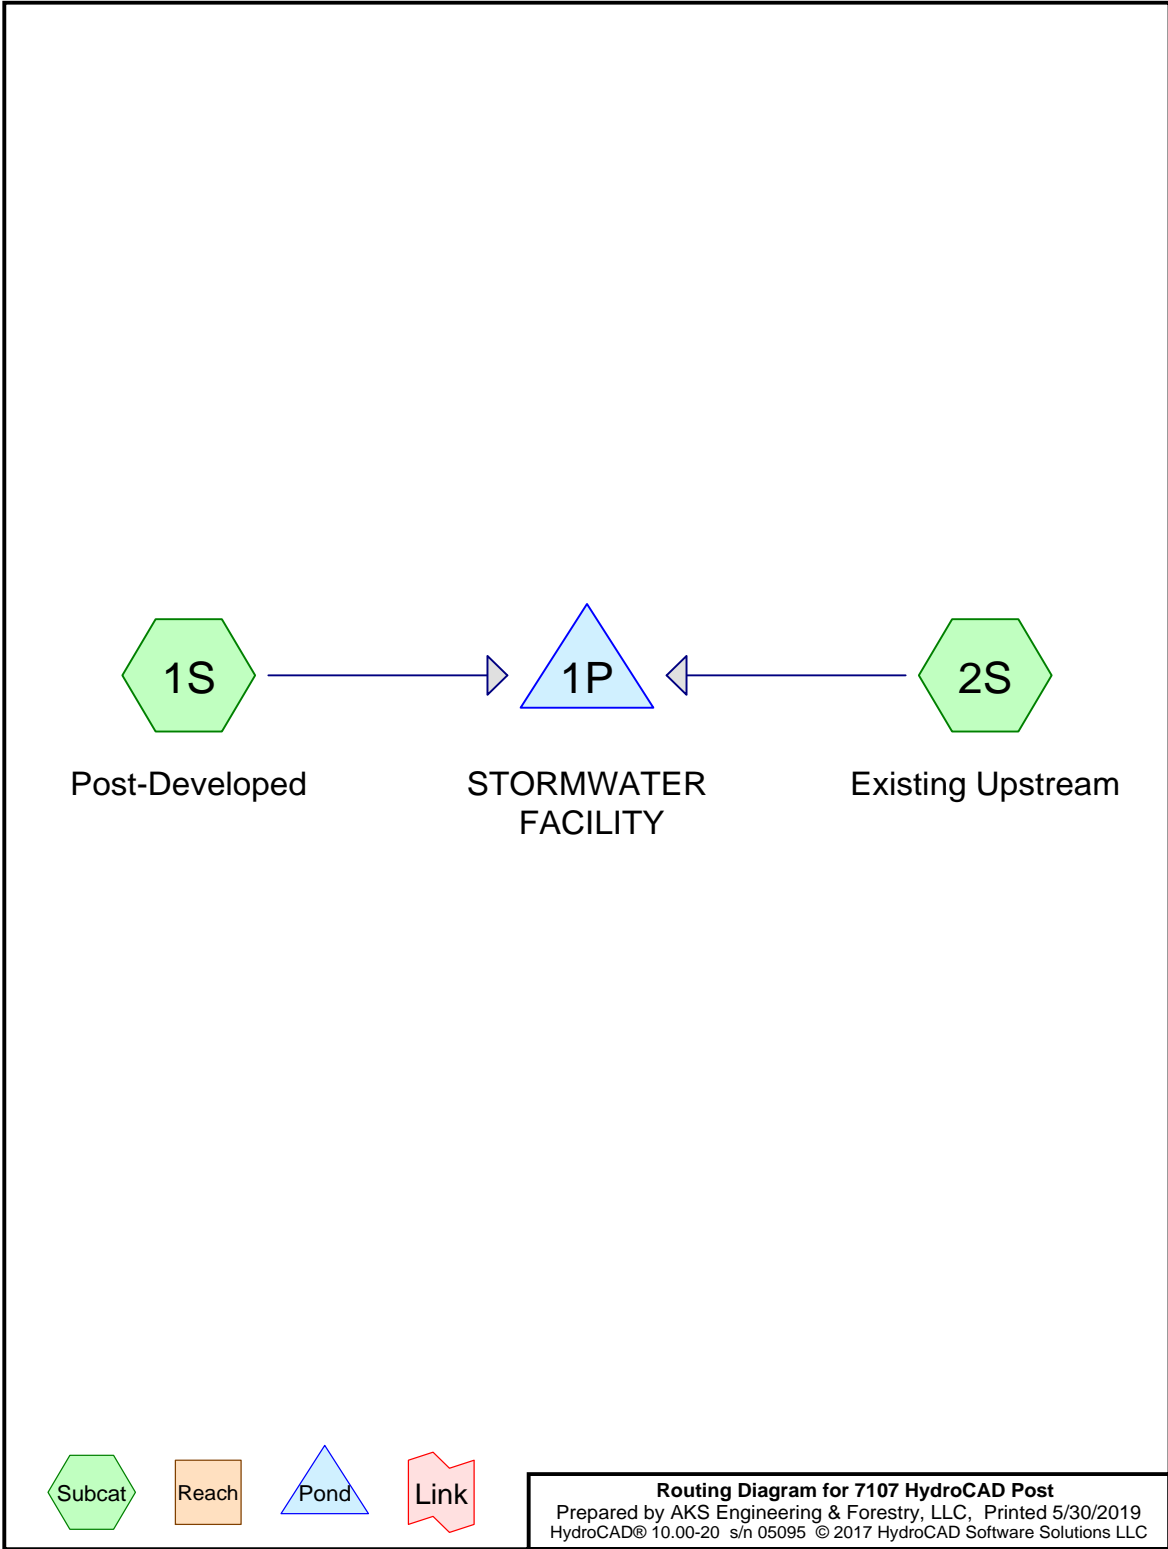 1S
1P
2S
Post-Developed
STORMWATER
FACILITY
Existing Upstream
Subcat
Reach
Pond
Link
Routing Diagram for 7107 HydroCAD Post
Prepared by AKS Engineering & Forestry, LLC, Printed 5/30/2019
HydroCAD® 10.00-20 s/n 05095 © 2017 HydroCAD Software Solutions LLC